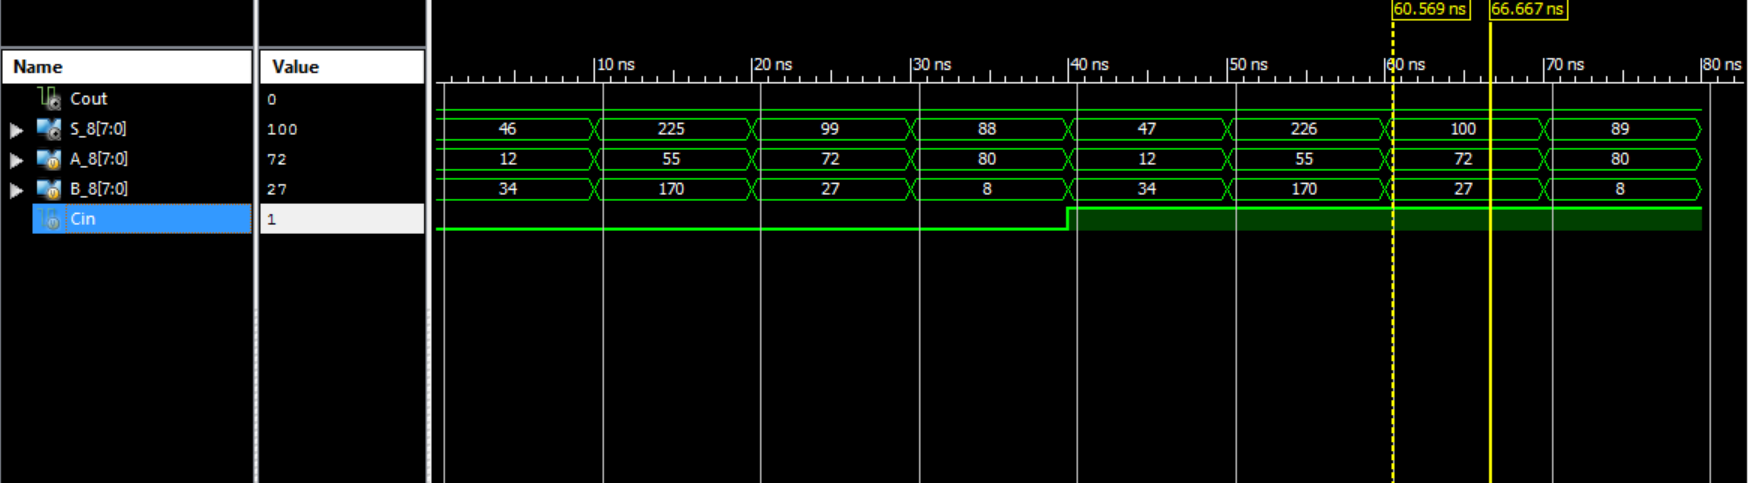 60.569 ns 66.667 ns
Name Value
10 ns 20 ns 30 ns 40 ns 50 ns 60 ns 70 ns 80 ns
Cout 0
S_8[7:0] 100 46 225 99 88 47 226 100 89
A_8[7:0] 72 12 55 72 80 12 55 72 80
B_8[7:0] 27 34 170 27 8 34 170 27 8
Cin 1